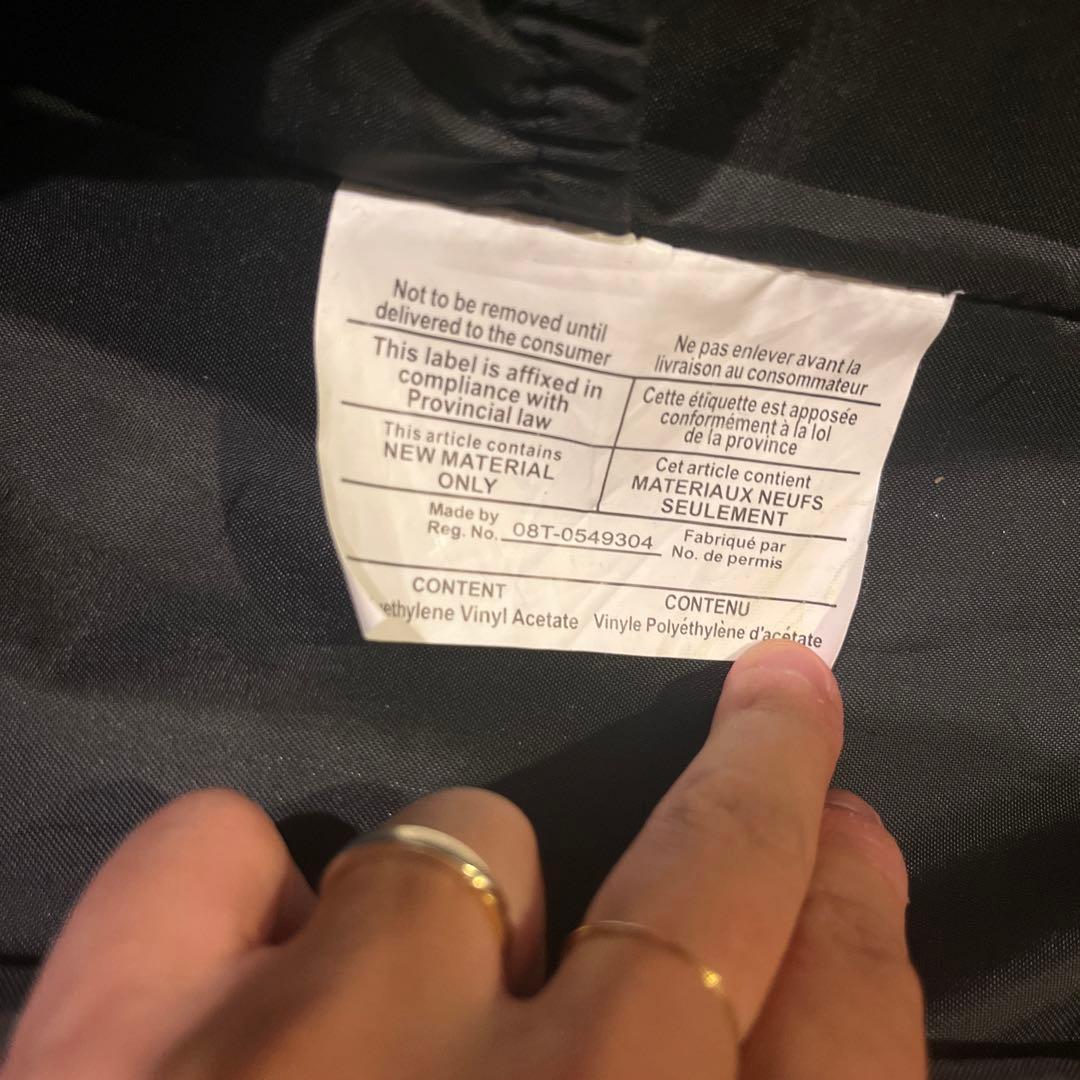 Not to be removed until
delivered to the consumer
Ne pas enlever avant la
livraison au consommateur
This label is affixed in
compliance with
Provincial law
Cette étiquette est apposée
conformément à la loi
de la province
This article contains
NEW MATERIAL
ONLY
Cet article contient
MATERIAUX NEUFS
SEULEMENT
Made by
Reg. No. 08T-0549304
Fabriqué par
No. de permis
CONTENT
ethylene Vinyl Acetate
CONTENU
Vinyle Polyéthylène d'acétate